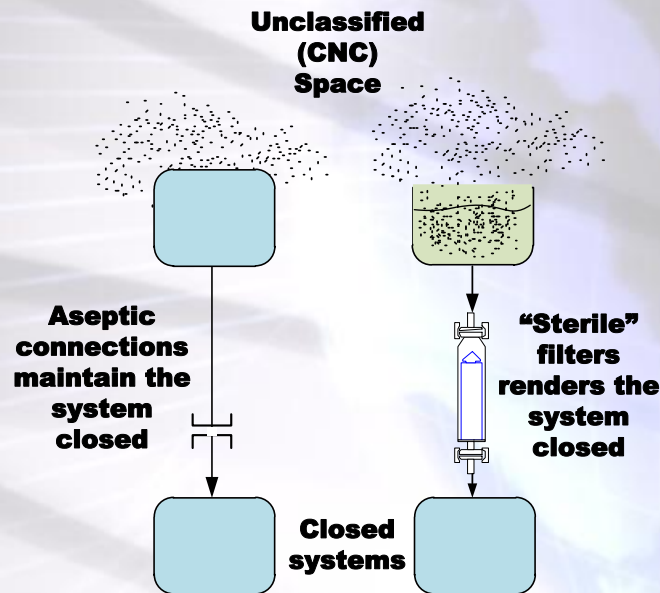 Unclassified
(CNC)
Space
Aseptic
connections
maintain the
system
closed
“Sterile”
filters
renders the
system
closed
Closed
systems